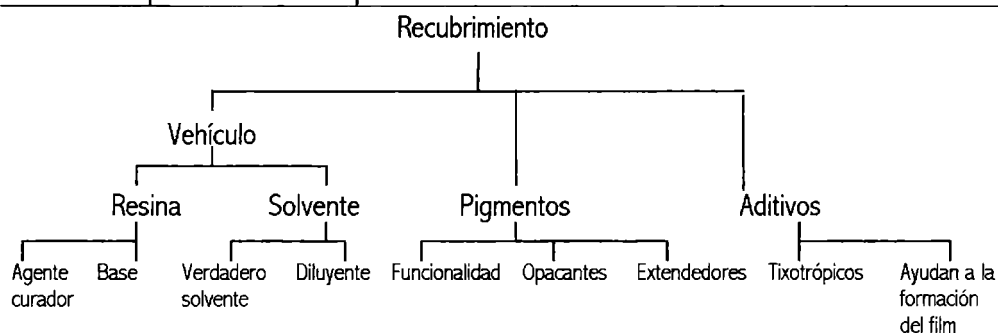 Recubrimiento
Vehículo
Resina
Solvente
Pigmentos
Aditivos
Agente
curador
Base
Verdadero
solvente
Diluyente
Funcionalidad
Opacantes
Extendedores
Tixotrópicos
Ayudan a la
formación
del film